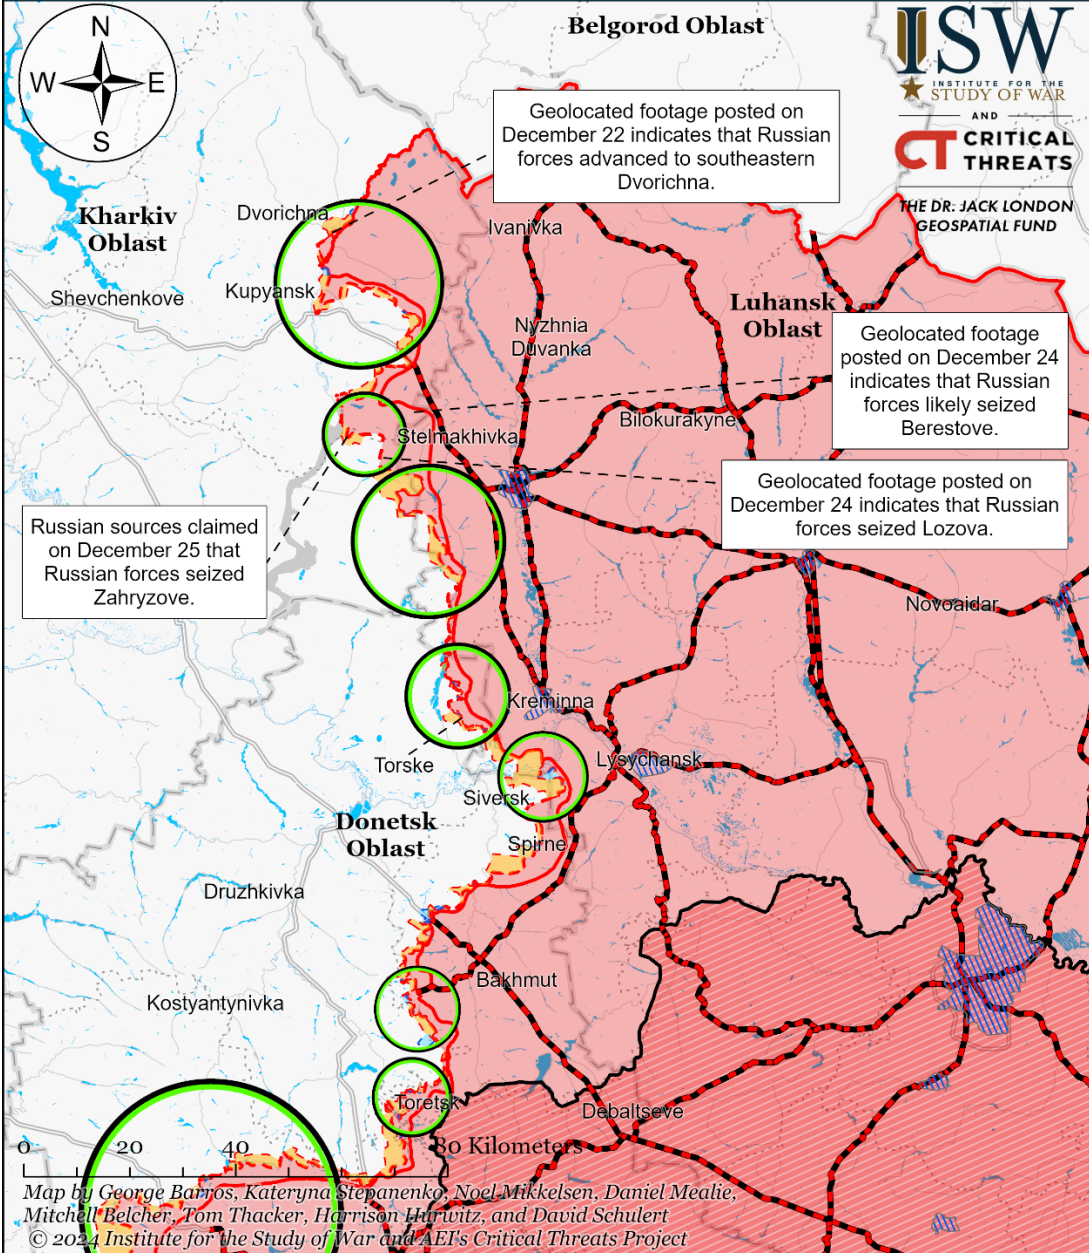 Belgorod Oblast
N
W
E
S
ISW
INSTITUTE FOR THE
STUDY OF WAR
AND
CT CRITICAL
THREATS
THE DR. JACK LONDON
GEOSPATIAL FUND
Geolocated footage posted on
December 22 indicates that Russian
forces advanced to southeastern
Dvorichna.
Kharkiv
Oblast
Dvorichna
Ivanivka
Shevchenkove
Kupyansk
Luhansk
Oblast
Nyzhnia
Duvanka
Geolocated footage
posted on December 24
indicates that Russian
forces likely seized
Berestove.
Bilokurakyne
Stelmakhivka
Geolocated footage posted on
December 24 indicates that Russian
forces seized Lozova.
Russian sources claimed
on December 25 that
Russian forces seized
Zahryzove.
Novoaidar
Kreminna
Torske
Lysychansk
Siversk
Donetsk
Oblast
Spirne
Druzhkivka
Bakhmut
Kostyantynivka
Toretsk
Debaltseve
0 20 40 80 Kilometers
Map by George Barros, Kateryna Stepanenko, Noel Mikkelsen, Daniel Mealie,
Mitchell Belcher, Tom Thacker, Harrison Hurwitz, and David Schulert
© 2024 Institute for the Study of War and AEI's Critical Threats Project